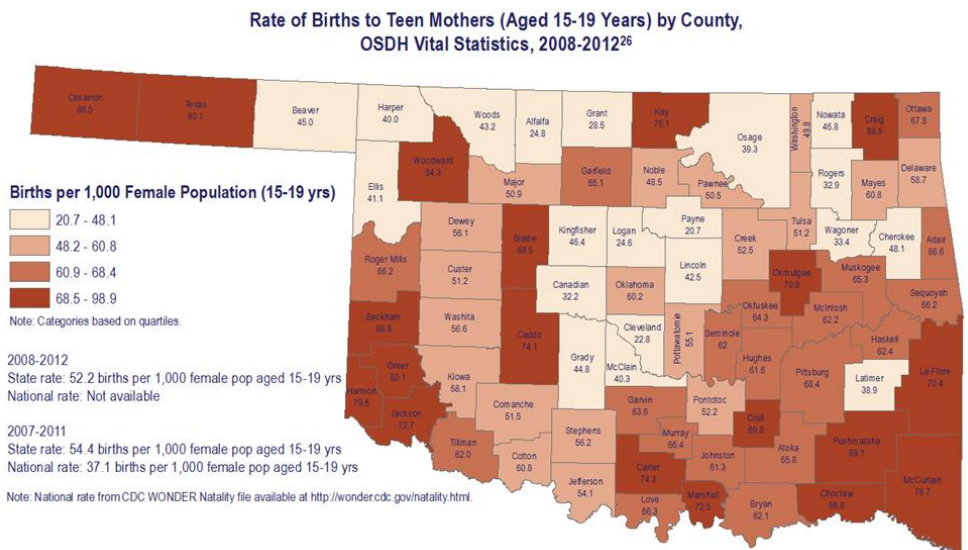 Rate of Births to Teen Mothers (Aged 15-19 Years) by County,
OSDH Vital Statistics, 2008-2012²⁶
Cimarron
68.5
Texas
80.1
Beaver
45.0
Harper
40.0
Woods
43.2
Alfalfa
24.8
Grant
28.5
Kay
Osage
39.3
Washington
49.8
Nowata
46.8
Craig
68.5
Ottawa
67.8
Woodward
84.3
Ellis
41.1
Major
50.9
Garfield
65.1
Noble
48.5
Pawnee
50.5
Rogers
32.9
Mayes
60.8
Delaware
58.7
Births per 1,000 Female Population (15-19 yrs)
20.7 - 48.1
48.2 - 60.8
60.9 - 68.4
68.5 - 98.9
Note: Categories based on quartiles.
Dewey
56.1
Blaine
68.5
Kingfisher
46.4
Logan
24.6
Payne
20.7
Creek
52.5
Tulsa
51.2
Wagoner
33.4
Cherokee
48.1
Adair
66.6
Roger Mills
66.2
Custer
51.2
Canadian
32.2
Oklahoma
60.2
Lincoln
42.5
Okmulgee
Muskogee
65.3
Sequoyah
66.2
Beckham
98.9
Washita
56.6
Caddo
74.1
Grady
44.8
Cleveland
22.8
McClain
40.3
Pottawatomie
55.1
Seminole
62
Okfuskee
64.3
McIntosh
62.2
Haskell
62.4
Hughes
61.6
Pittsburg
68.4
Latimer
38.9
Le Flore
70.4
Greer
80.1
Harmon
79.5
Jackson
72.7
Kiowa
58.1
Comanche
51.5
Tillman
62.0
Cotton
60.8
Stephens
56.2
Jefferson
54.1
Garvin
63.6
Murray
66.4
Pontotoc
52.2
Coal
69.8
Carter
74.3
Johnston
61.3
Atoka
65.8
Pushmataha
69.1
McCurtain
Love
66.3
Marshall
72.5
Bryan
62.1
Choctaw
2008-2012
State rate: 52.2 births per 1,000 female pop aged 15-19 yrs
National rate: Not available
2007-2011
State rate: 54.4 births per 1,000 female pop aged 15-19 yrs
National rate: 37.1 births per 1,000 female pop aged 15-19 yrs
Note: National rate from CDC WONDER Natality file available at http://wonder.cdc.gov/natality.html.